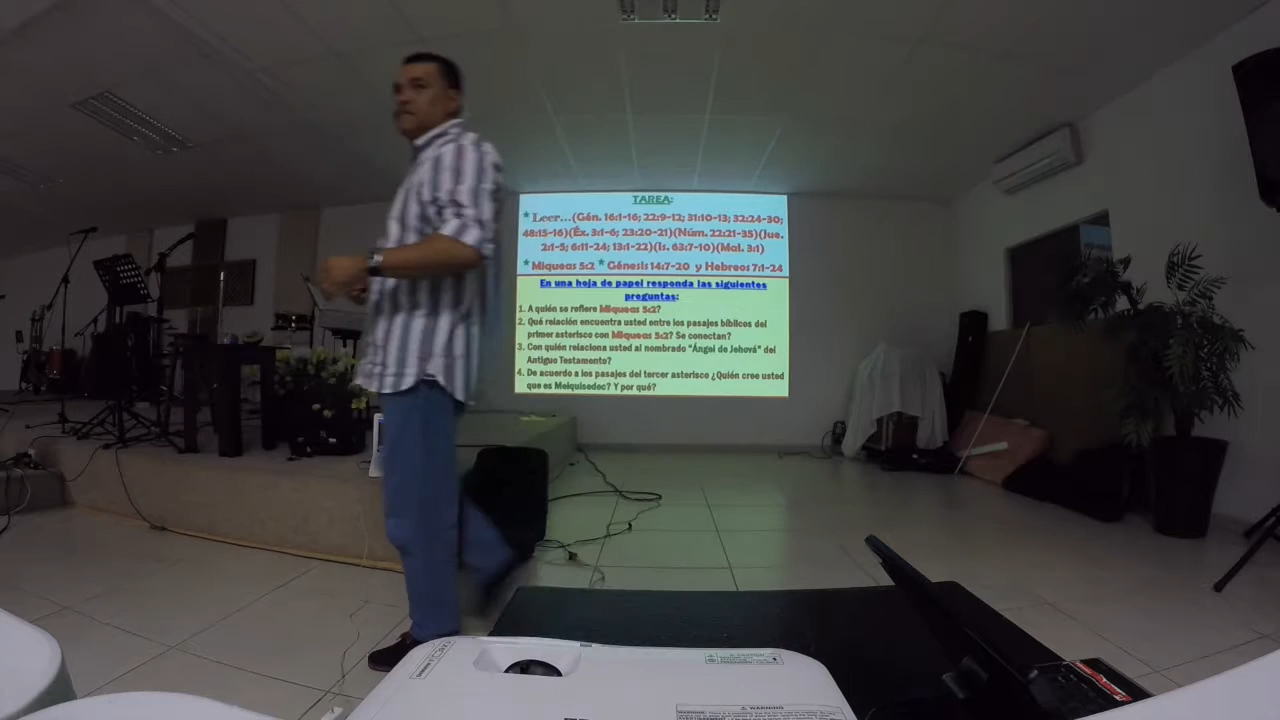 TAREA:
* Leer...(Gén. 16:1-16; 22:9-12; 31:10-13; 32:24-30;
48:15-16)(Éx. 3:1-6; 23:20-21)(Núm. 22:21-35)(Jue.
2:1-5; 6:11-24; 13:1-22)(Is. 63:7-10)(Mal. 3:1)
* Miqueas 5:2 * Génesis 14:7-20 y Hebreos 7:1-24
En una hoja de papel responda las siguientes
preguntas:
1. A quién se refiere Miqueas 5:2?
2. Qué relación encuentra usted entre los pasajes bíblicos del
primer asterisco con Miqueas 5:2? Se conectan?
3. Con quién relaciona usted al nombrado "Ángel de Jehová" del
Antiguo Testamento?
4. De acuerdo a los pasajes del tercer asterisco ¿Quién cree usted
que es Melquisedec? Y por qué?
CAUTION
WARNING